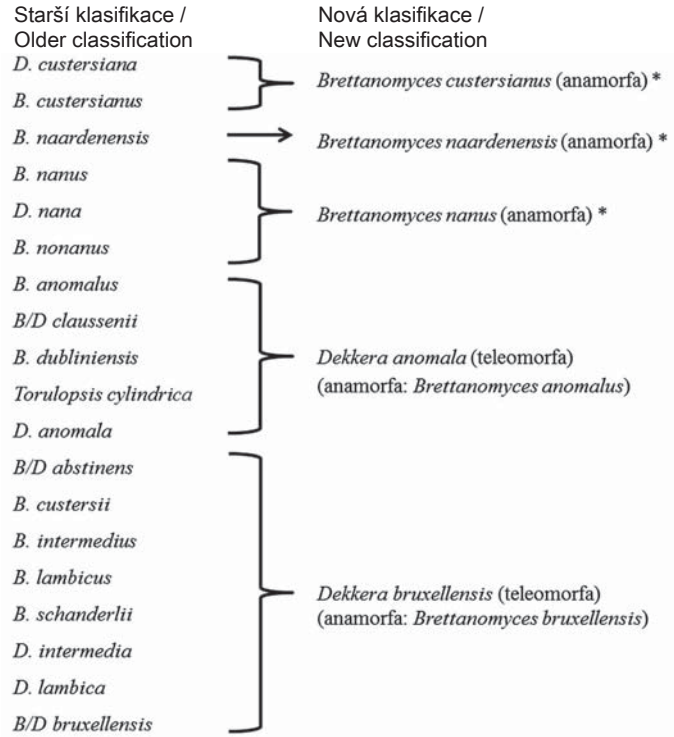 Starší klasifikace /
Older classification
Nová klasifikace /
New classification
D. custersiana
B. custersianus
Brettanomyces custersianus (anamorfa) *
B. naardenensis
Brettanomyces naardenensis (anamorfa) *
B. nanus
D. nana
B. nonanus
Brettanomyces nanus (anamorfa) *
B. anomalus
B/D claussenii
B. dubliniensis
Torulopsis cylindrica
D. anomala
Dekkera anomala (teleomorfa)
(anamorfa: Brettanomyces anomalus)
B/D abstinens
B. custersii
B. intermedius
B. lambicus
B. schanderlii
D. intermedia
D. lambica
B/D bruxellensis
Dekkera bruxellensis (teleomorfa)
(anamorfa: Brettanomyces bruxellensis)